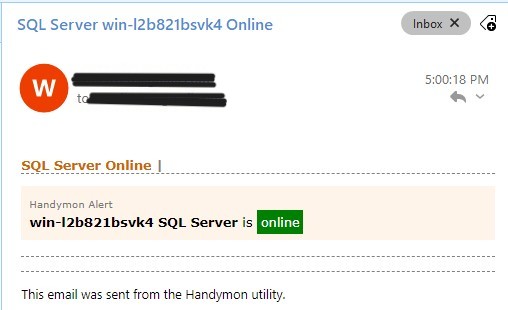 SQL Server win-l2b821bsvk4 Online
Inbox ✕
W
5:00:18 PM
to
SQL Server Online |
Handymon Alert
win-l2b821bsvk4 SQL Server is online
This email was sent from the Handymon utility.